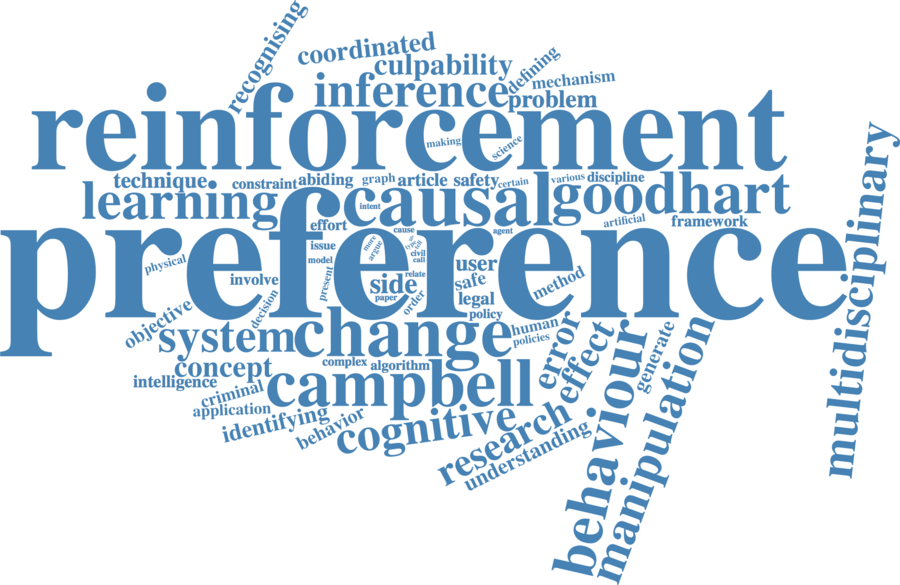 recognising
coordinated
culpability
defining
mechanism
inference
problem
reinforcement
making
science
technique
constraint
abiding
graph
article
safety
certain
various
discipline
learning
causal
goodhart
intent
effort
cause
agent
artificial
framework
multidisciplinary
preference
issue
more
argue
type
civil
call
physical
model
present
involve
relate
side
paper
order
user
safe
legal
policy
method
decision
objective
system
change
human
policies
error
effect
behaviour
generate
manipulation
concept
complex
algorithm
intelligence
campbell
criminal
application
identifying
behavior
cognitive
research
understanding